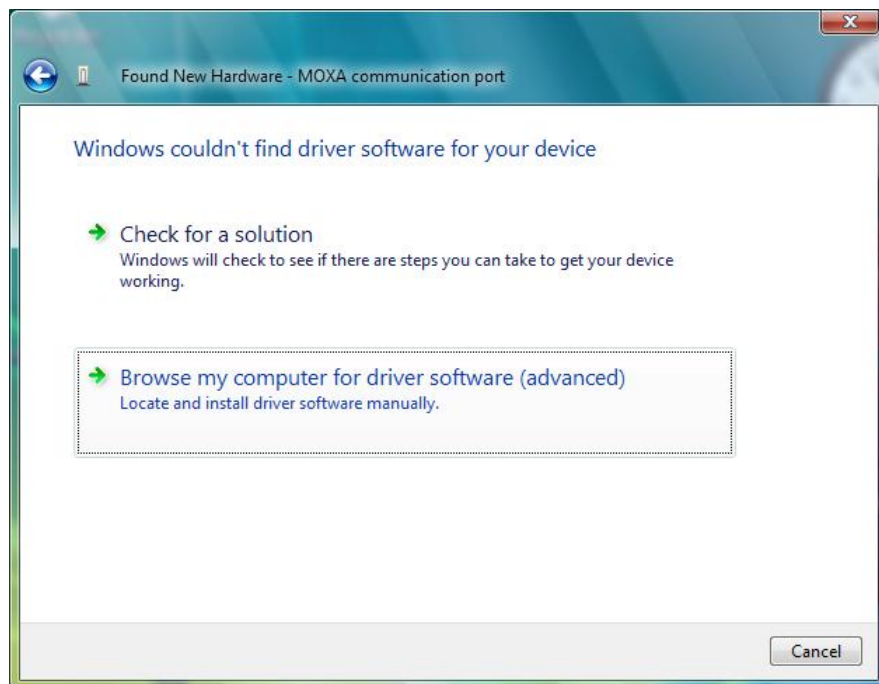 Found New Hardware - MOXA communication port
Windows couldn't find driver software for your device
Check for a solution
Windows will check to see if there are steps you can take to get your device
working.
Browse my computer for driver software (advanced)
Locate and install driver software manually.
Cancel